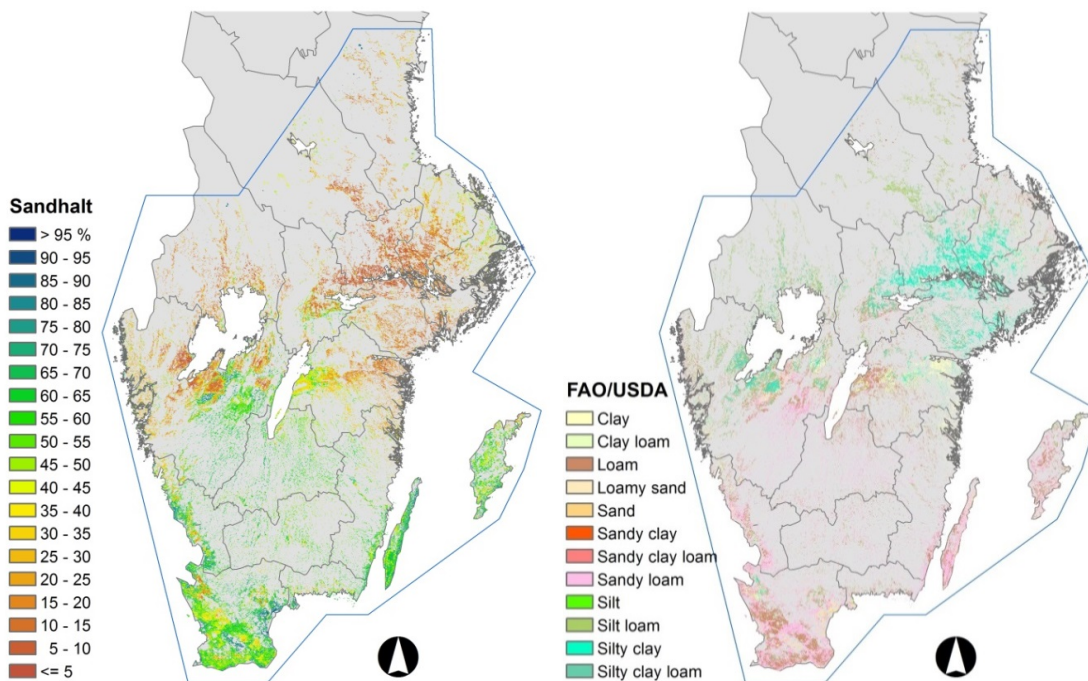 Sandhalt
> 95 %
90 - 95
85 - 90
80 - 85
75 - 80
70 - 75
65 - 70
60 - 65
55 - 60
50 - 55
45 - 50
40 - 45
35 - 40
30 - 35
25 - 30
20 - 25
15 - 20
10 - 15
5 - 10
<= 5
FAO/USDA
Clay
Clay loam
Loam
Loamy sand
Sand
Sandy clay
Sandy clay loam
Sandy loam
Silt
Silt loam
Silty clay
Silty clay loam